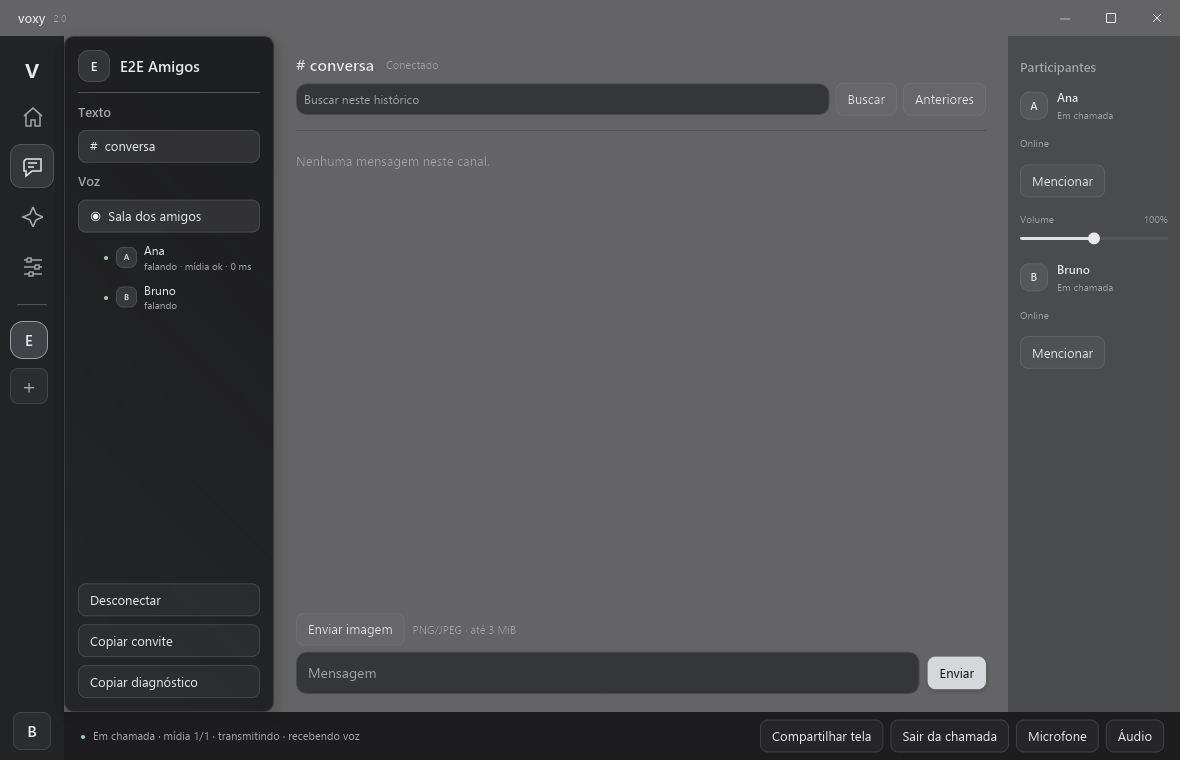 voxy 2.0
V
E
+
B
E E2E Amigos
Texto
# conversa
Voz
Sala dos amigos
A Ana
falando · mídia ok · 0 ms
B Bruno
falando
Desconectar
Copiar convite
Copiar diagnóstico
# conversa Conectado
Buscar neste histórico Buscar Anteriores
Nenhuma mensagem neste canal.
Enviar imagem PNG/JPEG · até 3 MiB
Mensagem Enviar
Participantes
A Ana
Em chamada
Online
Mencionar
Volume 100%
B Bruno
Em chamada
Online
Mencionar
Em chamada · mídia 1/1 · transmitindo · recebendo voz Compartilhar tela Sair da chamada Microfone Áudio